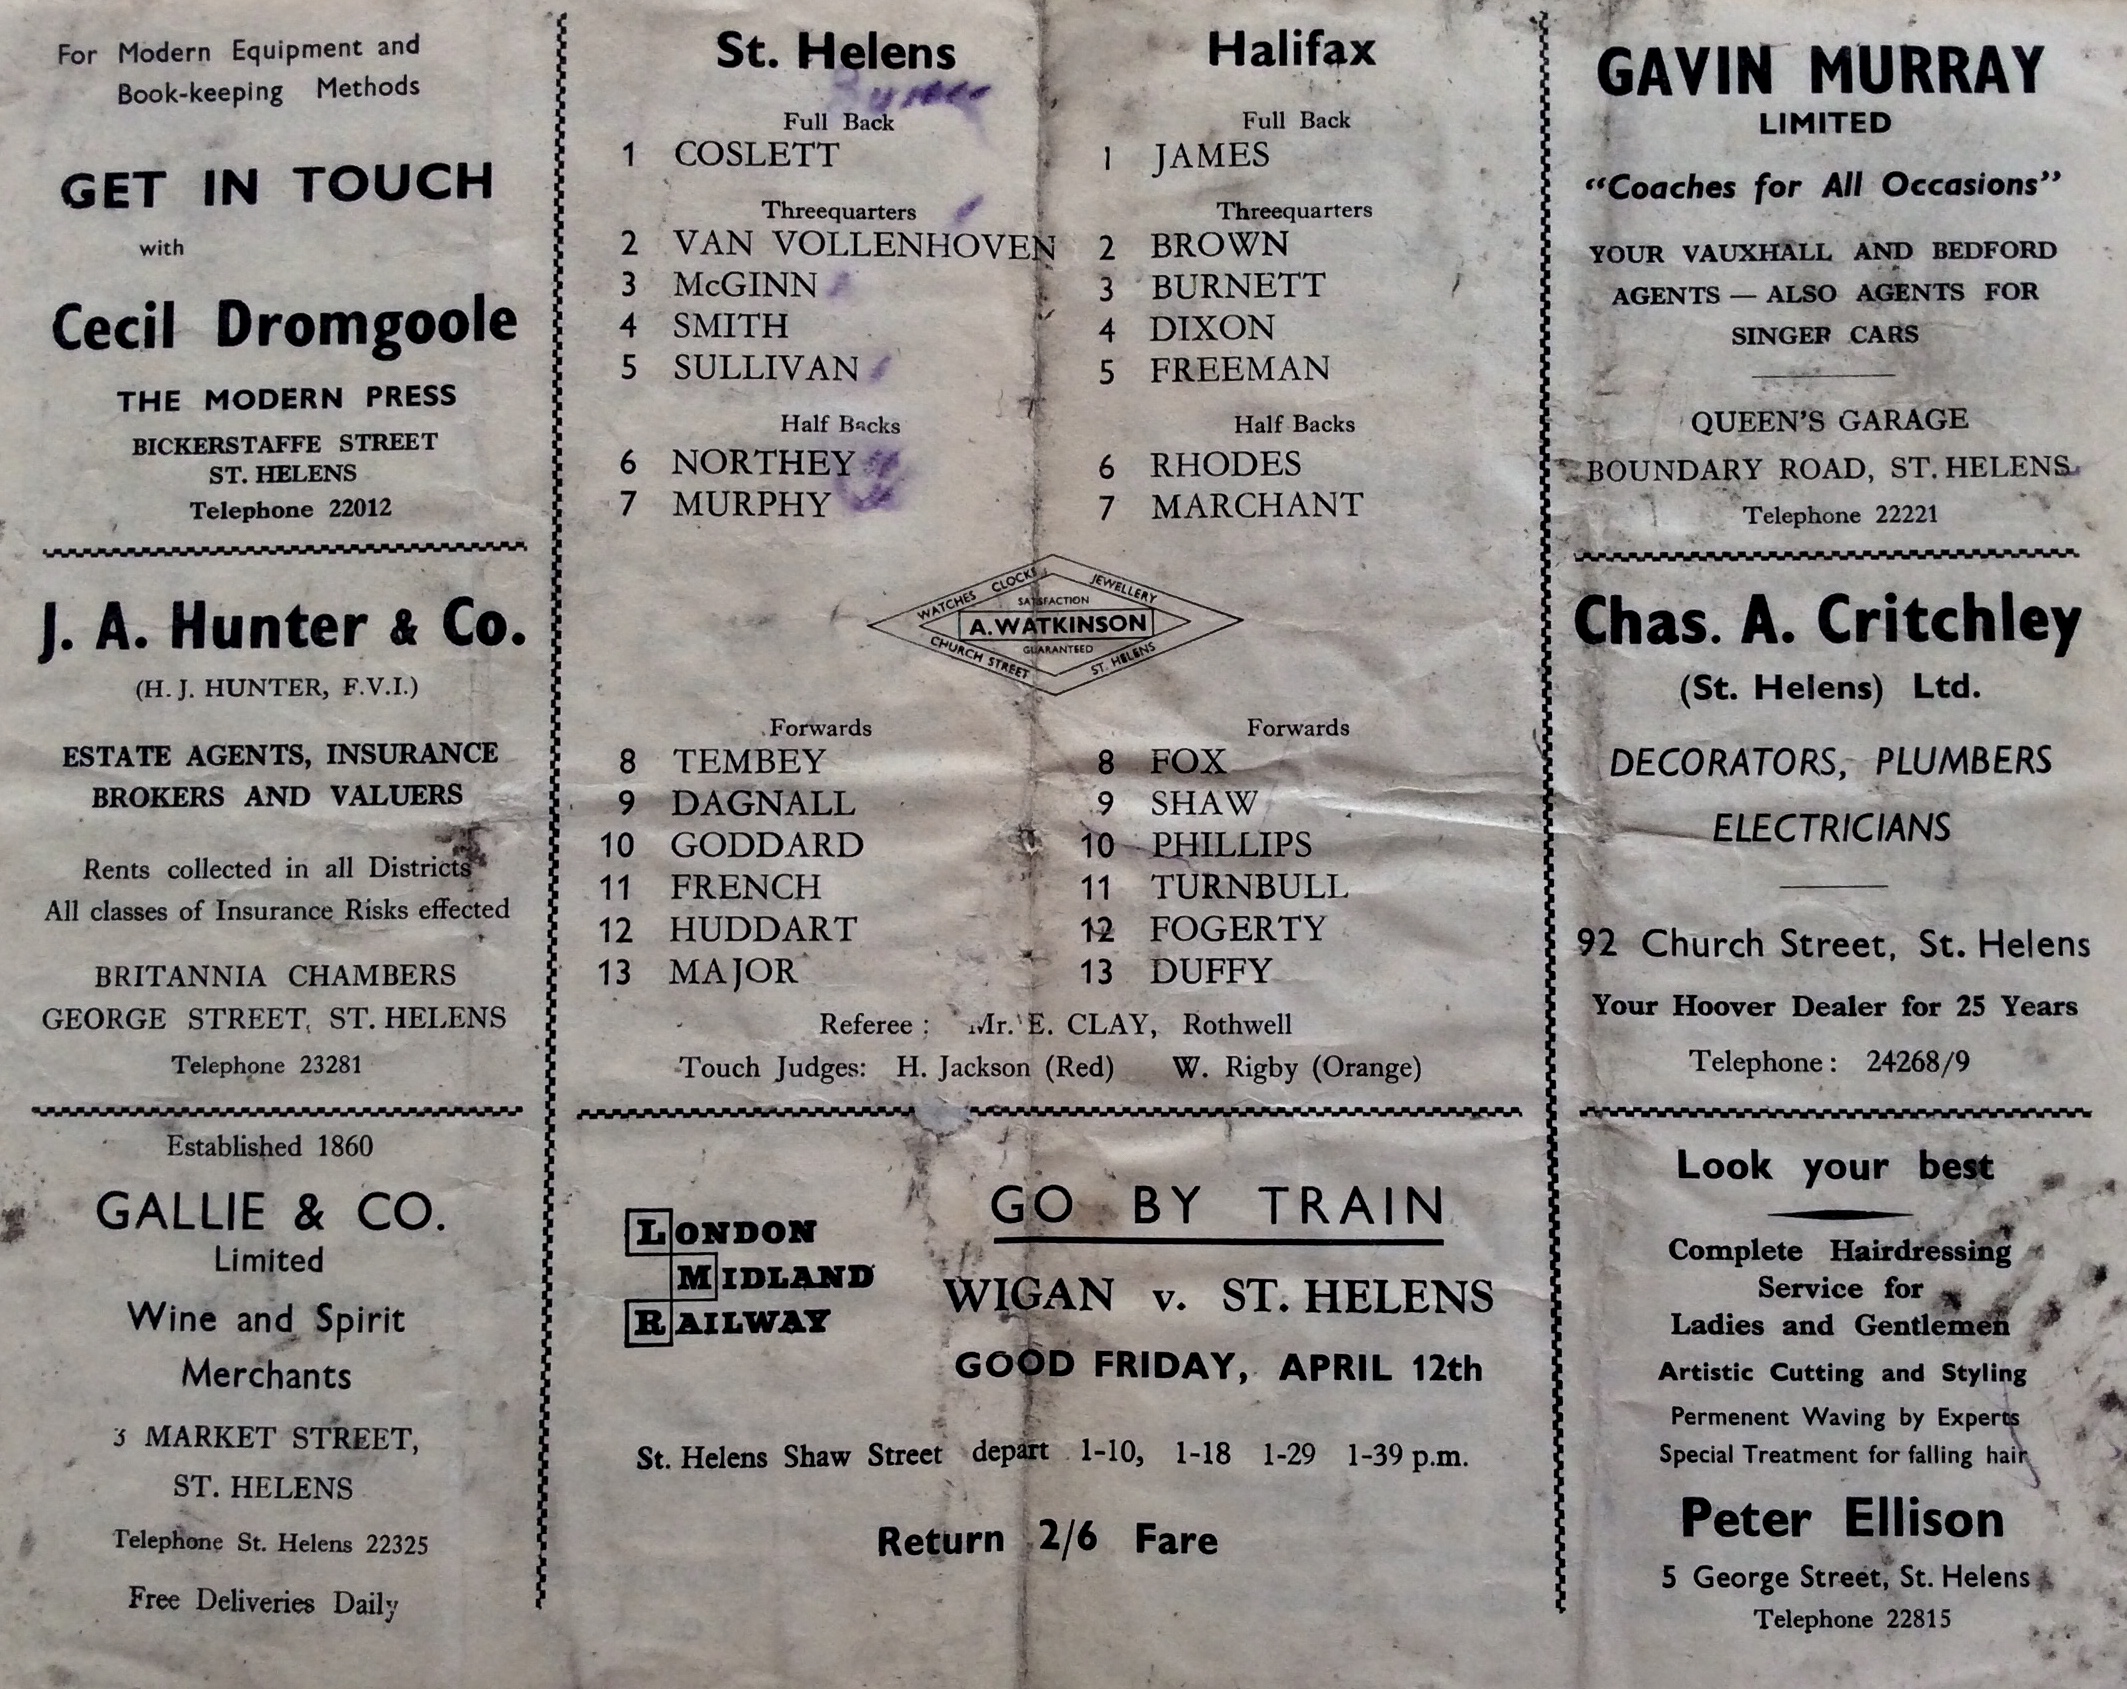 For Modern Equipment and
Book-keeping Methods
GET IN TOUCH
with
Cecil Dromgoole
THE MODERN PRESS
BICKERSTAFFE STREET
ST. HELENS
Telephone 22012
J. A. Hunter & Co.
(H. J. HUNTER, F.V.I.)
ESTATE AGENTS, INSURANCE
BROKERS AND VALUERS
Rents collected in all Districts
All classes of Insurance Risks effected
BRITANNIA CHAMBERS
GEORGE STREET, ST. HELENS
Telephone 23281
Established 1860
GALLIE & CO.
Limited
Wine and Spirit
Merchants
3 MARKET STREET,
ST. HELENS
Telephone St. Helens 22325
Free Deliveries Daily
St. Helens
Full Back
1 COSLETT
Threequarters
2 VAN VOLLENHOVEN
3 McGINN
4 SMITH
5 SULLIVAN
Half Backs
6 NORTHEY
7 MURPHY
Halifax
Full Back
1 JAMES
Threequarters
2 BROWN
3 BURNETT
4 DIXON
5 FREEMAN
Half Backs
6 RHODES
7 MARCHANT
WATCHES CLOCKS JEWELLERY
SATISFACTION
A. WATKINSON
GUARANTEED
CHURCH STREET ST. HELENS
Forwards
8 TEMBEY
9 DAGNALL
10 GODDARD
11 FRENCH
12 HUDDART
13 MAJOR
Forwards
8 FOX
9 SHAW
10 PHILLIPS
11 TURNBULL
12 FOGERTY
13 DUFFY
Referee : Mr. E. CLAY, Rothwell
Touch Judges: H. Jackson (Red) W. Rigby (Orange)
LONDON
MIDLAND
RAILWAY
GO BY TRAIN
WIGAN v. ST. HELENS
GOOD FRIDAY, APRIL 12th
St. Helens Shaw Street depart 1-10, 1-18 1-29 1-39 p.m.
Return 2/6 Fare
GAVIN MURRAY
LIMITED
"Coaches for All Occasions"
YOUR VAUXHALL AND BEDFORD
AGENTS — ALSO AGENTS FOR
SINGER CARS
QUEEN'S GARAGE
BOUNDARY ROAD, ST. HELENS
Telephone 22221
Chas. A. Critchley
(St. Helens) Ltd.
DECORATORS, PLUMBERS
ELECTRICIANS
92 Church Street, St. Helens
Your Hoover Dealer for 25 Years
Telephone : 24268/9
Look your best
Complete Hairdressing
Service for
Ladies and Gentlemen
Artistic Cutting and Styling
Permenent Waving by Experts
Special Treatment for falling hair
Peter Ellison
5 George Street, St. Helens
Telephone 22815